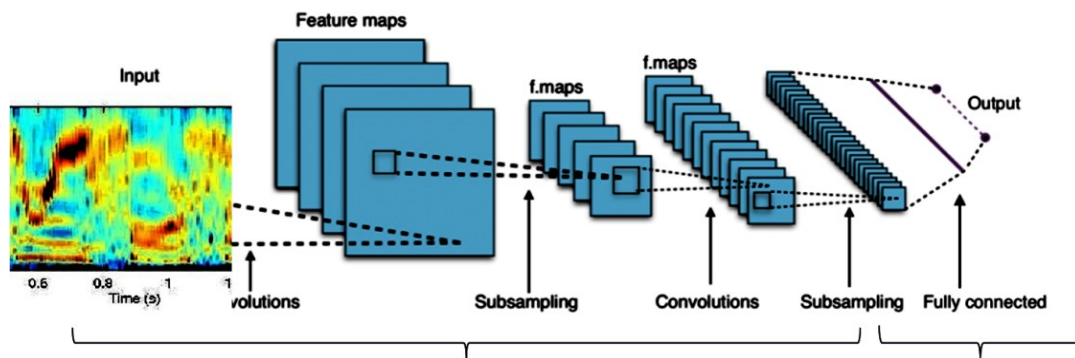 Feature maps
Input
f.maps
f.maps
Output
0.6 0.8 1 1
Time (s)
volutions
Subsampling
Convolutions
Subsampling
Fully connected